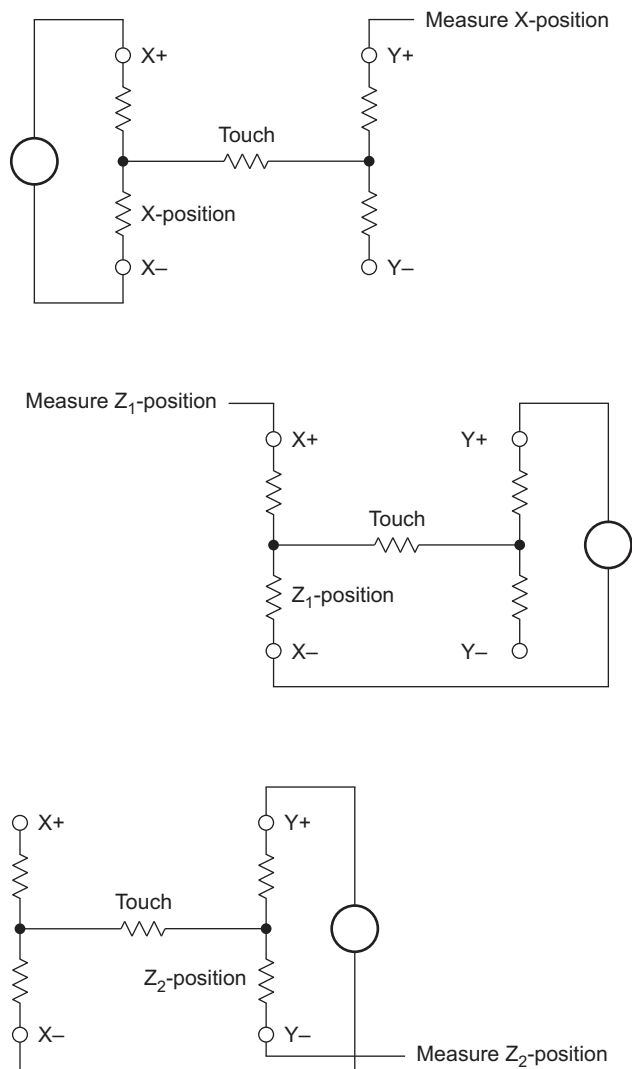 Measure X-position
X+
Y+
Touch
X-position
X–
Y–
Measure Z₁-position
X+
Y+
Touch
Z₁-position
X–
Y–
X+
Y+
Touch
Z₂-position
X–
Y–
Measure Z₂-position